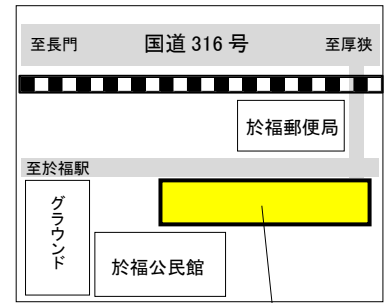 至長門
国道 316 号
至厚狭
於福郵便局
至於福駅
グラウンド
於福公民館